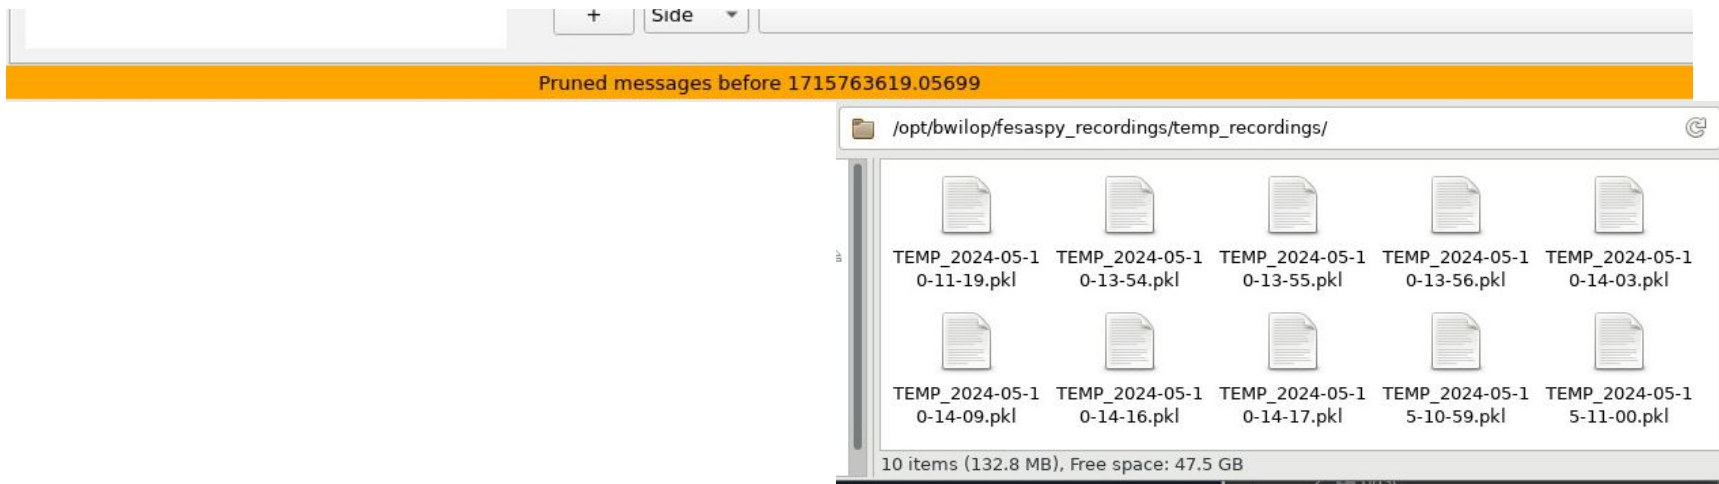 + Side
Pruned messages before 1715763619.05699
/opt/bwilop/fesaspy_recordings/temp_recordings/
TEMP_2024-05-1 TEMP_2024-05-1 TEMP_2024-05-1 TEMP_2024-05-1 TEMP_2024-05-1
0-11-19.pkl 0-13-54.pkl 0-13-55.pkl 0-13-56.pkl 0-14-03.pkl
TEMP_2024-05-1 TEMP_2024-05-1 TEMP_2024-05-1 TEMP_2024-05-1 TEMP_2024-05-1
0-14-09.pkl 0-14-16.pkl 0-14-17.pkl 5-10-59.pkl 5-11-00.pkl
10 items (132.8 MB), Free space: 47.5 GB